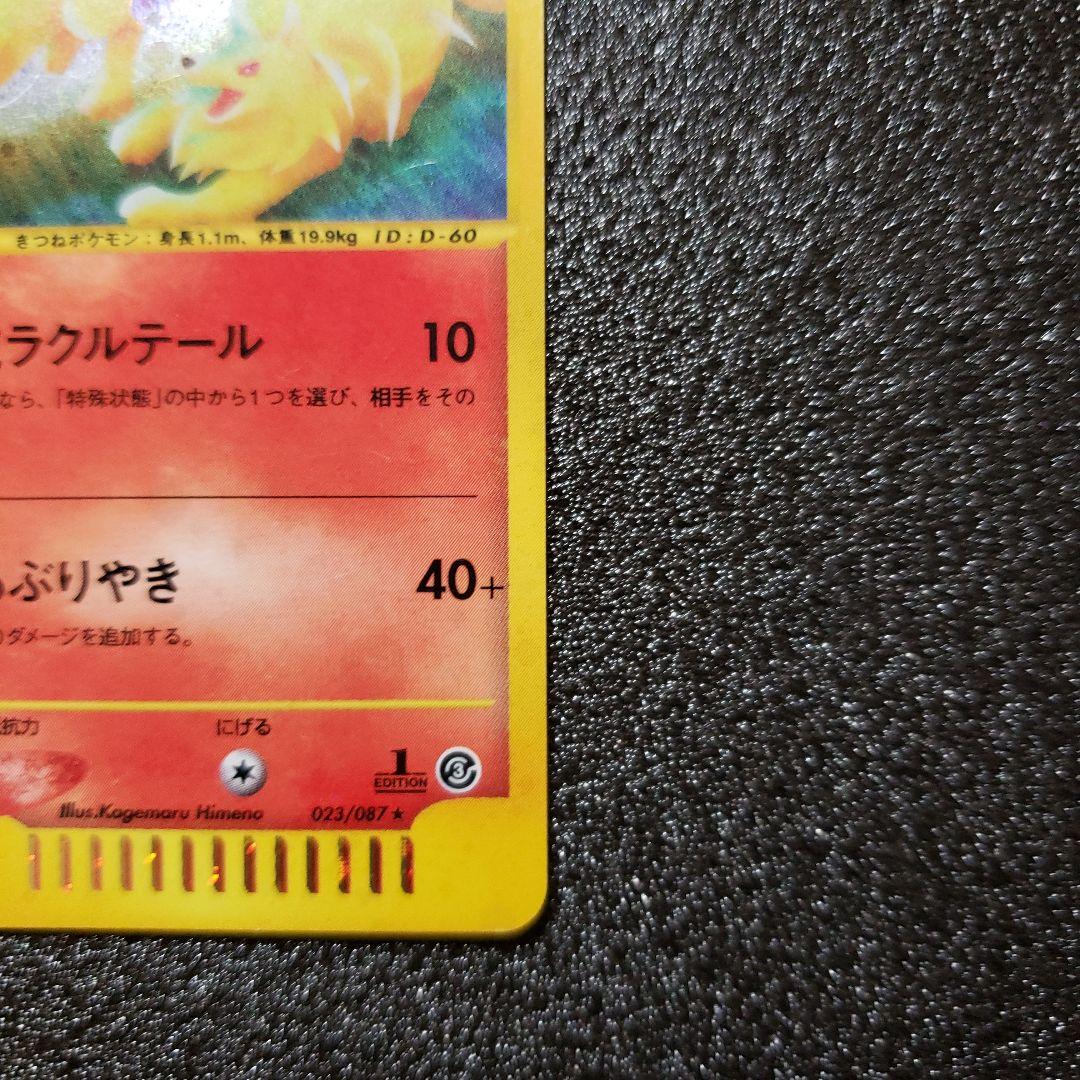 きつねポケモン：身長1.1m、体重19.9kg ID:D-60
ラクルテール 10
なら、「特殊状態」の中から1つを選び、相手をその
ぶりやき 40+
ダメージを追加する。
抗力 にげる
1 EDITION 3
Illus.Kagemaru Himeno 023/087★